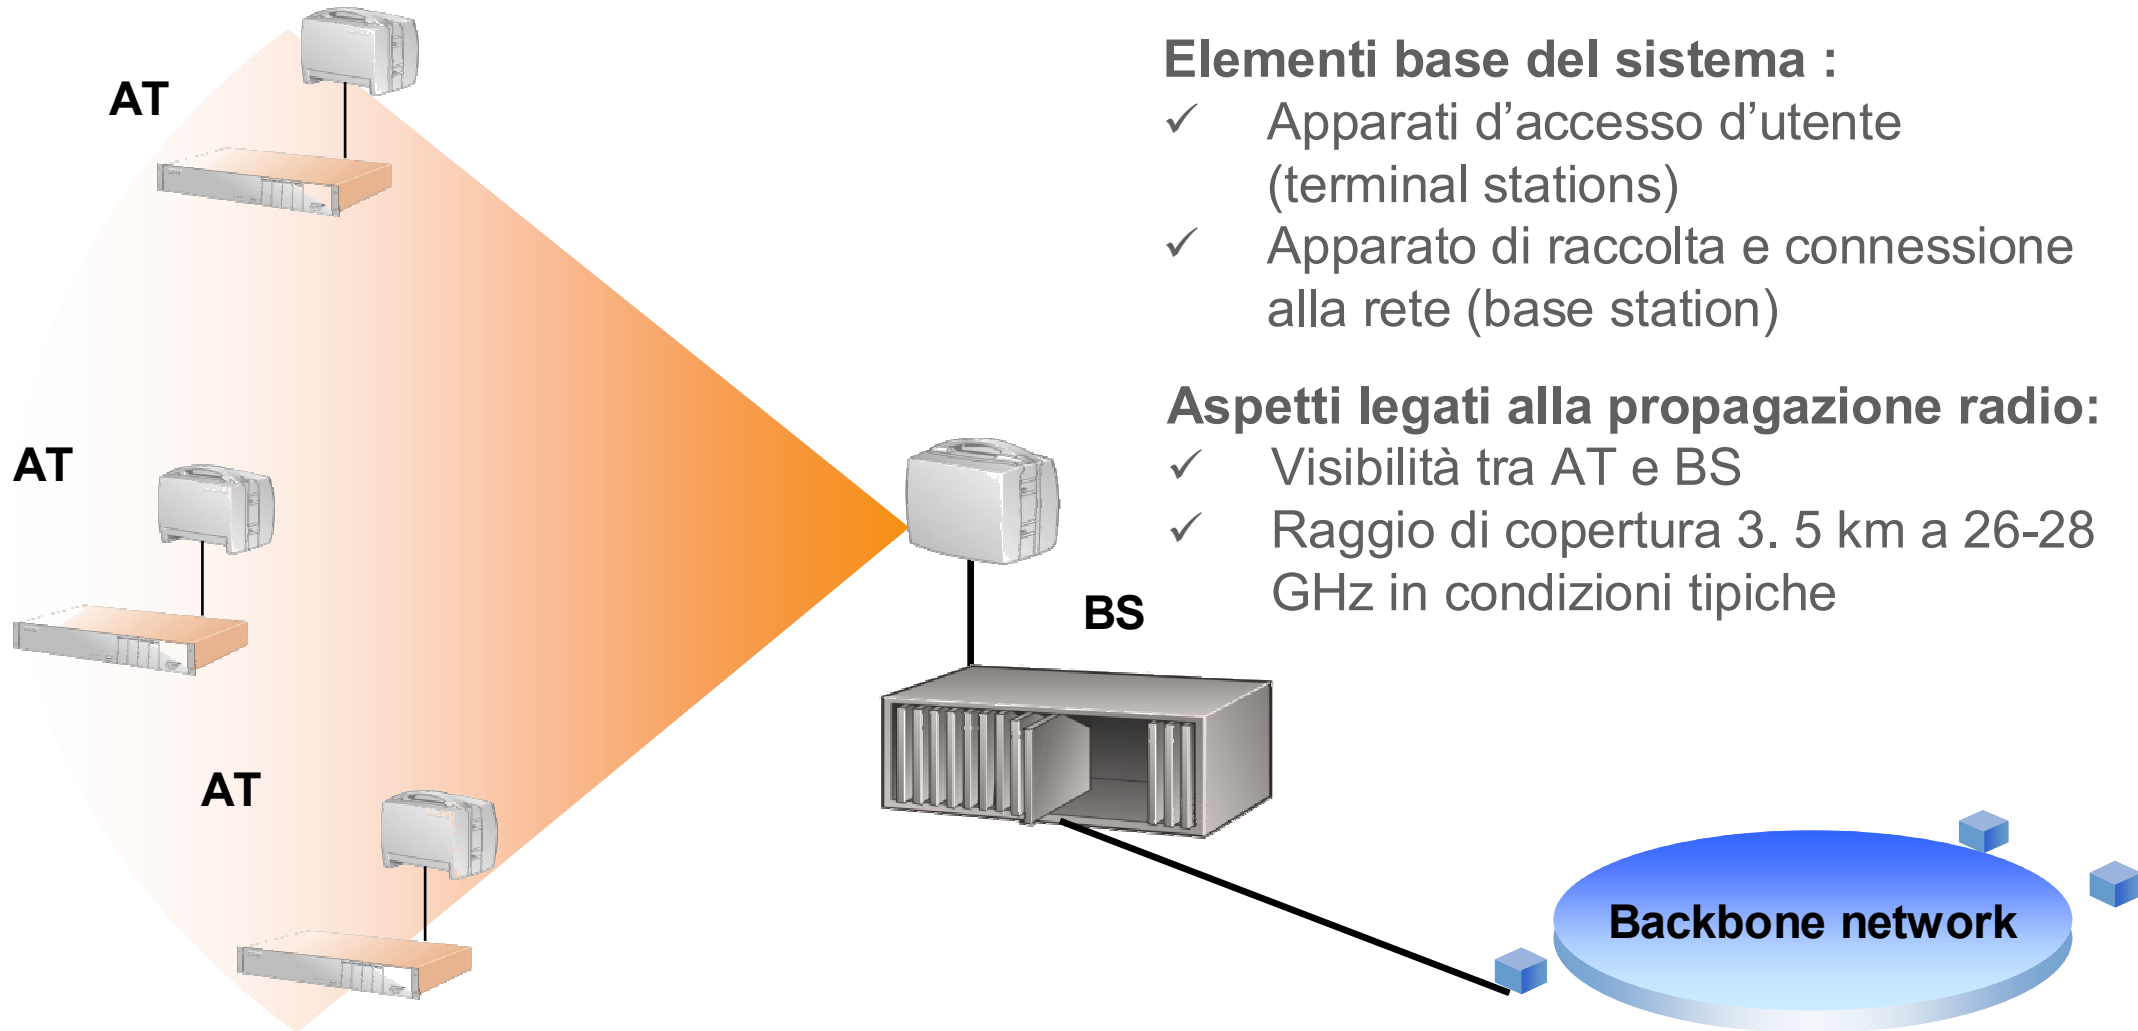 Elementi base del sistema :
✓ Apparati d’accesso d’utente
(terminal stations)
✓ Apparato di raccolta e connessione
alla rete (base station)
Aspetti legati alla propagazione radio:
✓ Visibilità tra AT e BS
✓ Raggio di copertura 3. 5 km a 26-28
GHz in condizioni tipiche
AT
AT
AT
BS
Backbone network